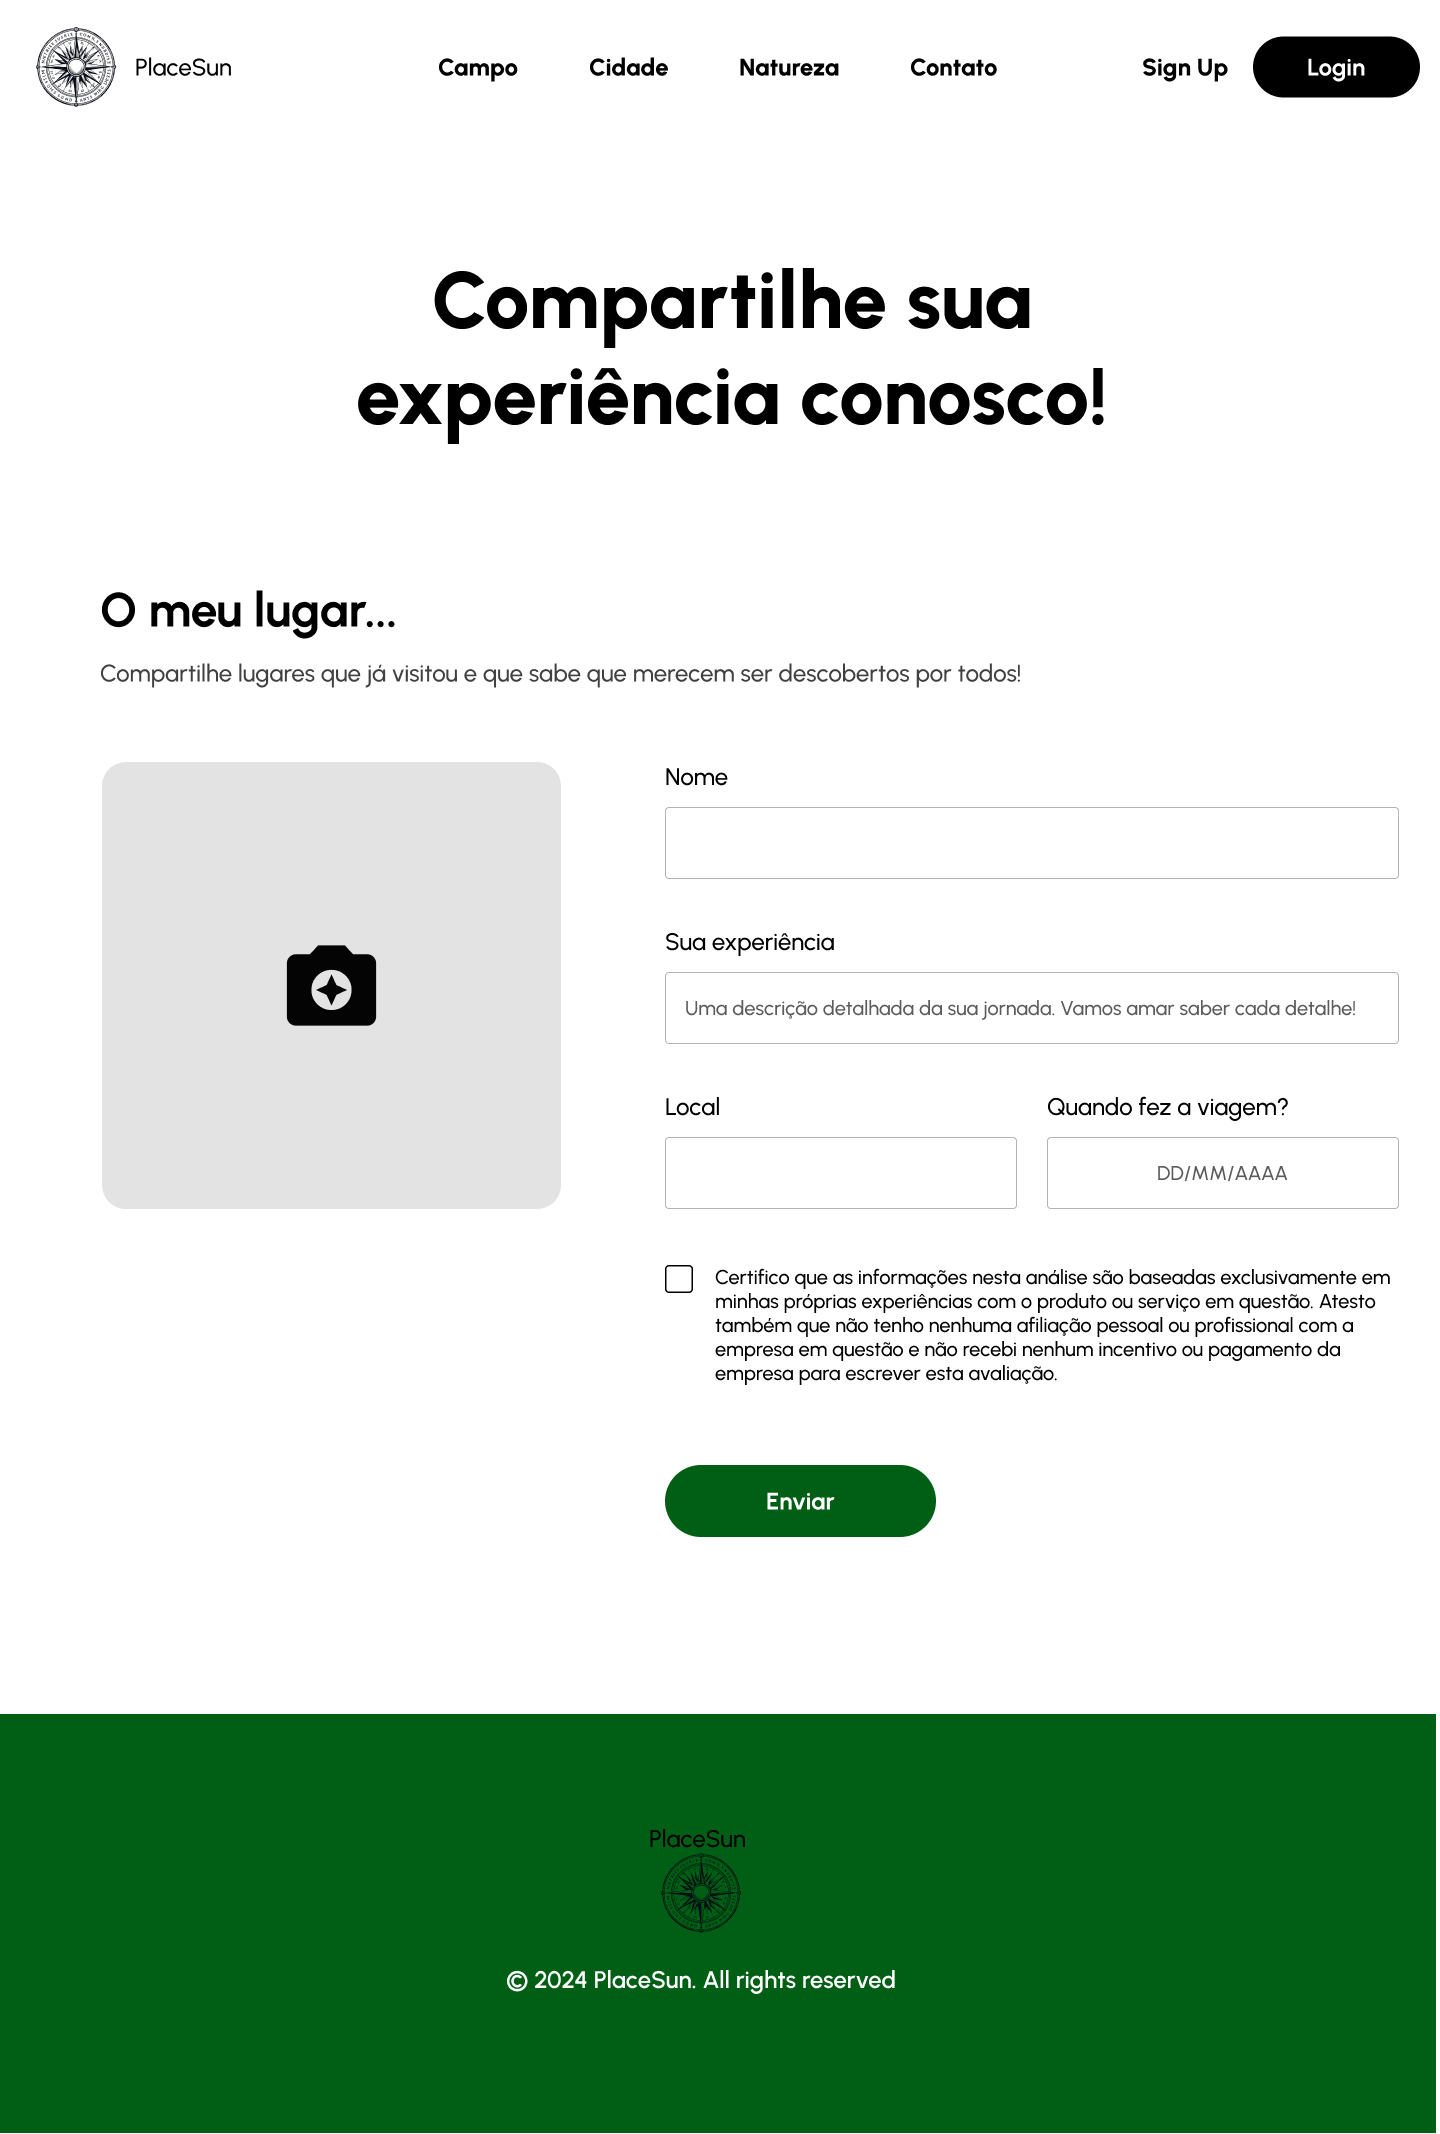 PlaceSun
Campo
Cidade
Natureza
Contato
Sign Up
Login
Compartilhe sua
experiência conosco!
O meu lugar...
Compartilhe lugares que já visitou e que sabe que merecem ser descobertos por todos!
Nome
Sua experiência
Uma descrição detalhada da sua jornada. Vamos amar saber cada detalhe!
Local
Quando fez a viagem?
DD/MM/AAAA
Certifico que as informações nesta análise são baseadas exclusivamente em
minhas próprias experiências com o produto ou serviço em questão. Atesto
também que não tenho nenhuma afiliação pessoal ou profissional com a
empresa em questão e não recebi nenhum incentivo ou pagamento da
empresa para escrever esta avaliação.
Enviar
PlaceSun
© 2024 PlaceSun. All rights reserved